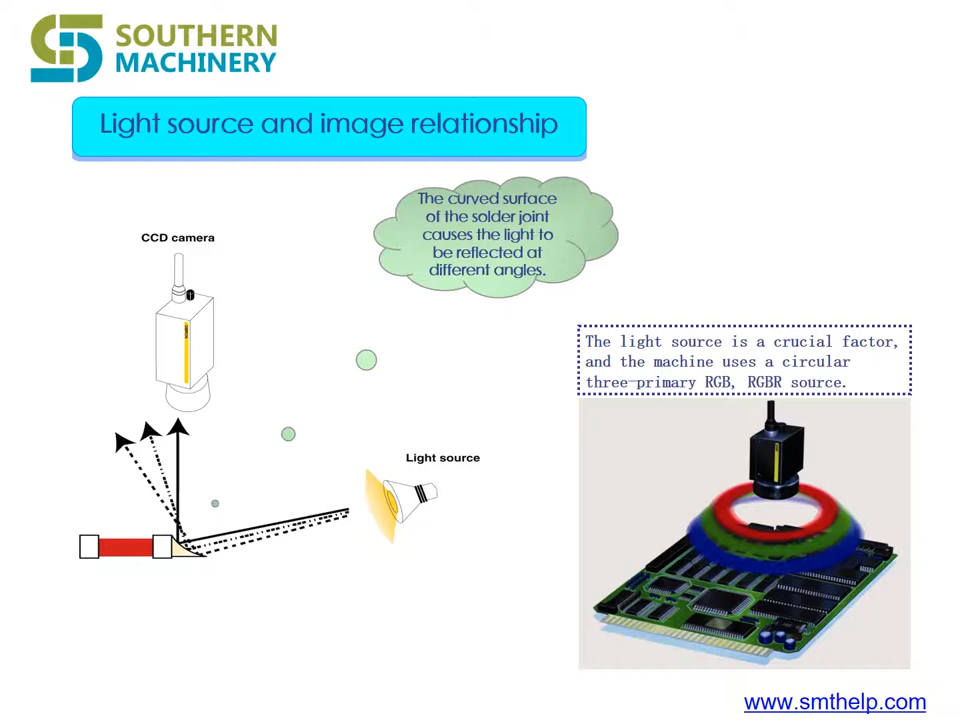 SOUTHERN
MACHINERY
Light source and image relationship
The curved surface
of the solder joint
causes the light to
be reflected at
different angles.
CCD camera
The light source is a crucial factor,
and the machine uses a circular
three-primary RGB, RGBR source.
Light source
www.smthelp.com